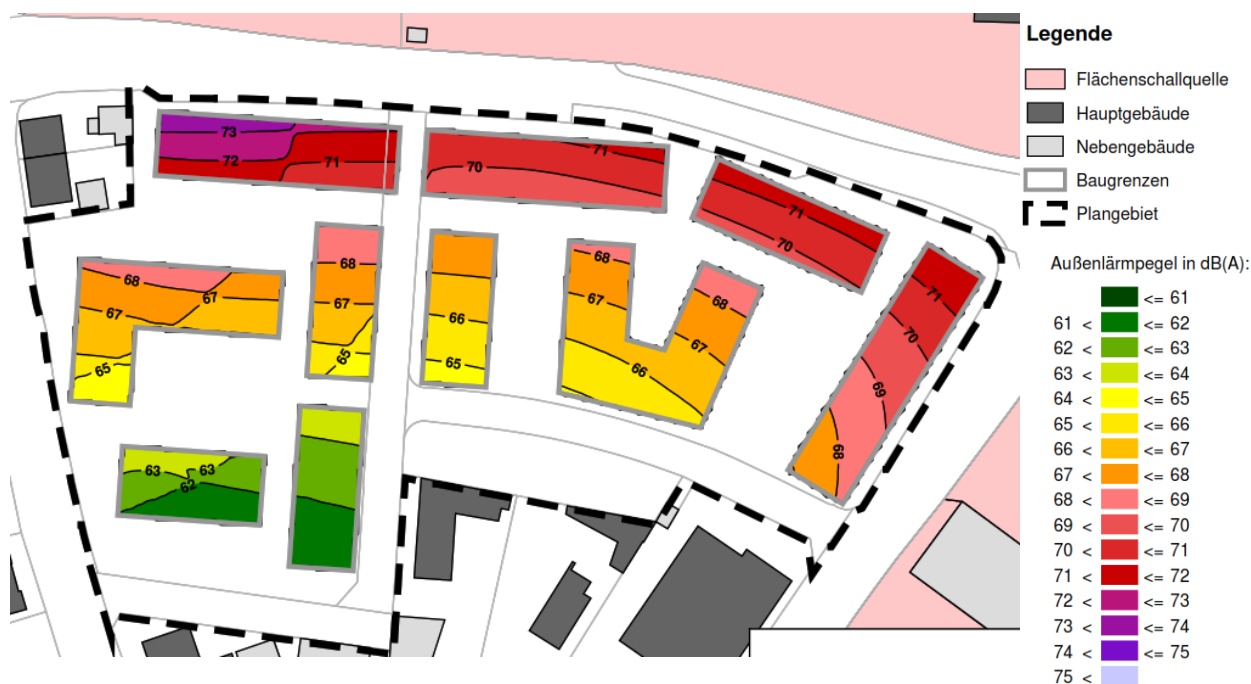 Legende
Flächenschallquelle
Hauptgebäude
Nebengebäude
Baugrenzen
Plangebiet
Außenlärmpegel in dB(A):
<= 61
61 < <= 62
62 < <= 63
63 < <= 64
64 < <= 65
65 < <= 66
66 < <= 67
67 < <= 68
68 < <= 69
69 < <= 70
70 < <= 71
71 < <= 72
72 < <= 73
73 < <= 74
74 < <= 75
75 <
73
72
71
70
71
71
70
71
70
69
68
68
67
67
65
68
67
65
66
65
68
67
66
68
67
63
63
62